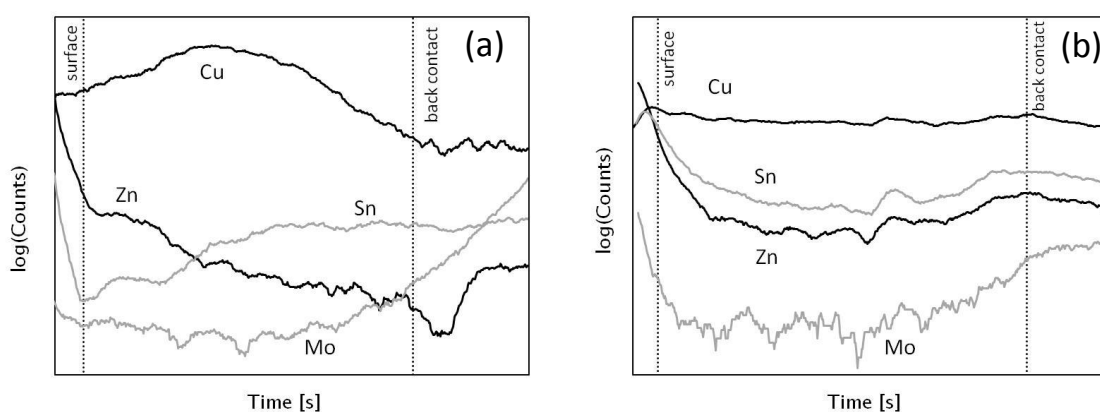 (a)
surface
back contact
Cu
Zn
Sn
Mo
log(Counts)
Time [s]
(b)
surface
back contact
Cu
Sn
Zn
Mo
log(Counts)
Time [s]